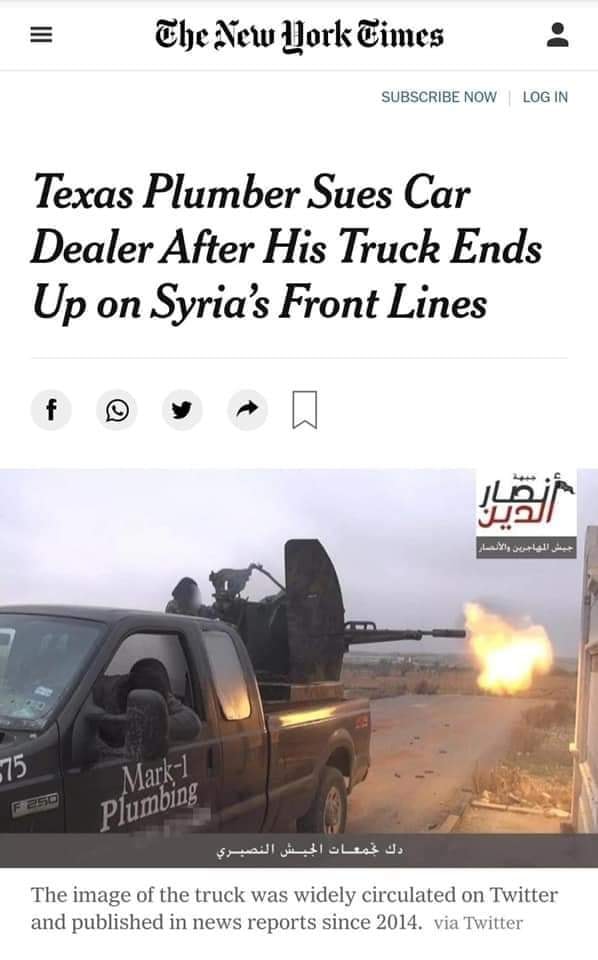 The New York Times
SUBSCRIBE NOW | LOG IN
Texas Plumber Sues Car
Dealer After His Truck Ends
Up on Syria's Front Lines
جبهة
أنصار
الدين
جيش المهاجرين والأنصار
75
F 250
Mark-1
Plumbing
دك تجمعات الجيش النصيري
The image of the truck was widely circulated on Twitter
and published in news reports since 2014. via Twitter